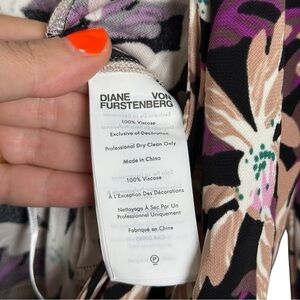 DIANE VON
FURSTENBERG
100% Viscose
Exclusive of Decoration
Professional Dry Clean Only
Made in China
100% Viscose
À L'Exception Des Décorations
Nettoyage À Sec Par Un
Professionnel Uniquement
Fabriqué en Chine
P